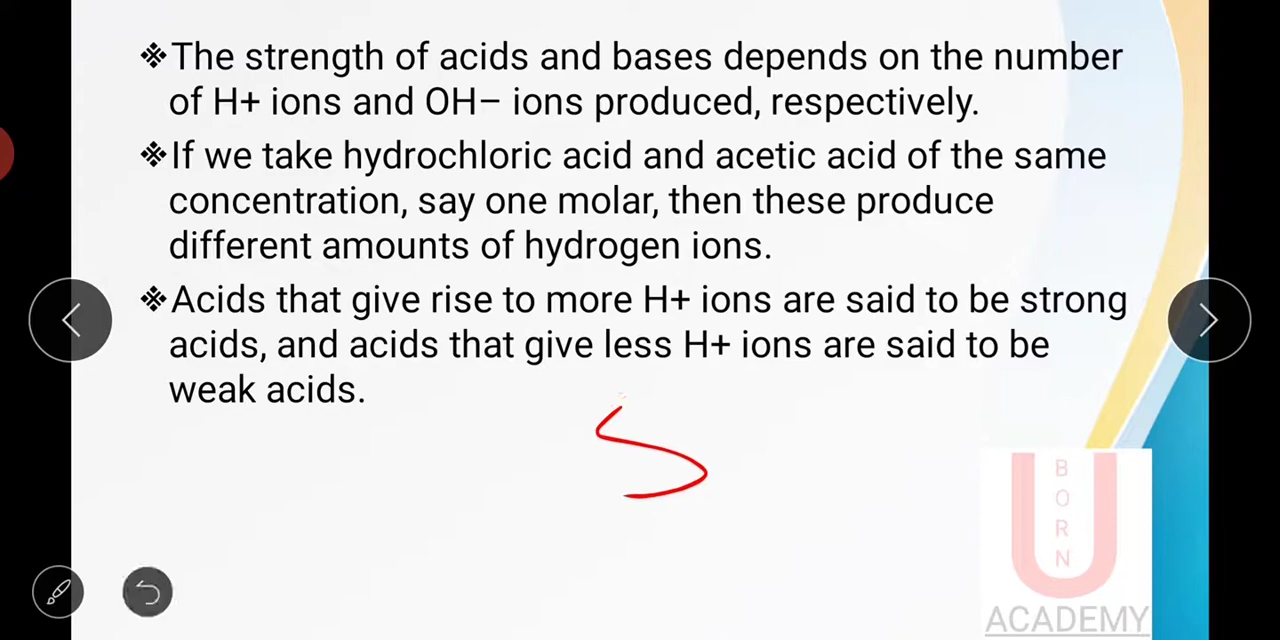 ❖The strength of acids and bases depends on the number
of H+ ions and OH− ions produced, respectively.
❖If we take hydrochloric acid and acetic acid of the same
concentration, say one molar, then these produce
different amounts of hydrogen ions.
❖Acids that give rise to more H+ ions are said to be strong
acids, and acids that give less H+ ions are said to be
weak acids.
S
U
BORN
ACADEMY